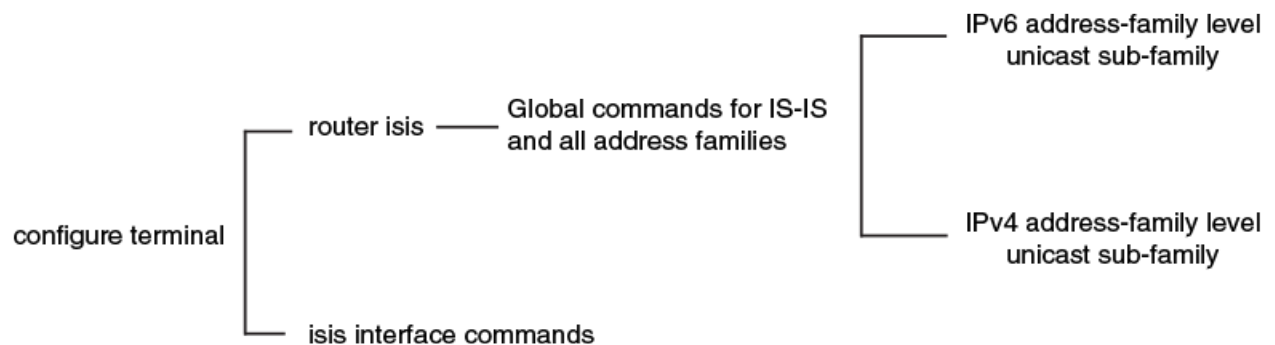 IPv6 address-family level
unicast sub-family
Global commands for IS-IS
router isis
and all address families
configure terminal
IPv4 address-family level
unicast sub-family
isis interface commands